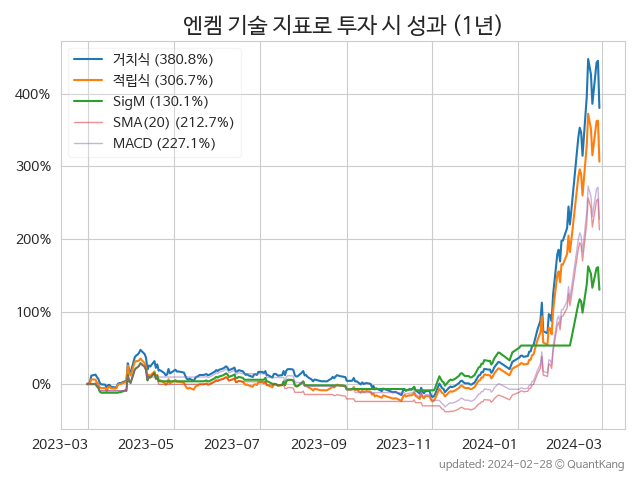 엔켐 기술 지표로 투자 시 성과 (1년)
거치식 (380.8%)
적립식 (306.7%)
SigM (130.1%)
SMA(20) (212.7%)
MACD (227.1%)
400%
300%
200%
100%
0%
2023-03 2023-05 2023-07 2023-09 2023-11 2024-01 2024-03
updated: 2024-02-28 © QuantKang